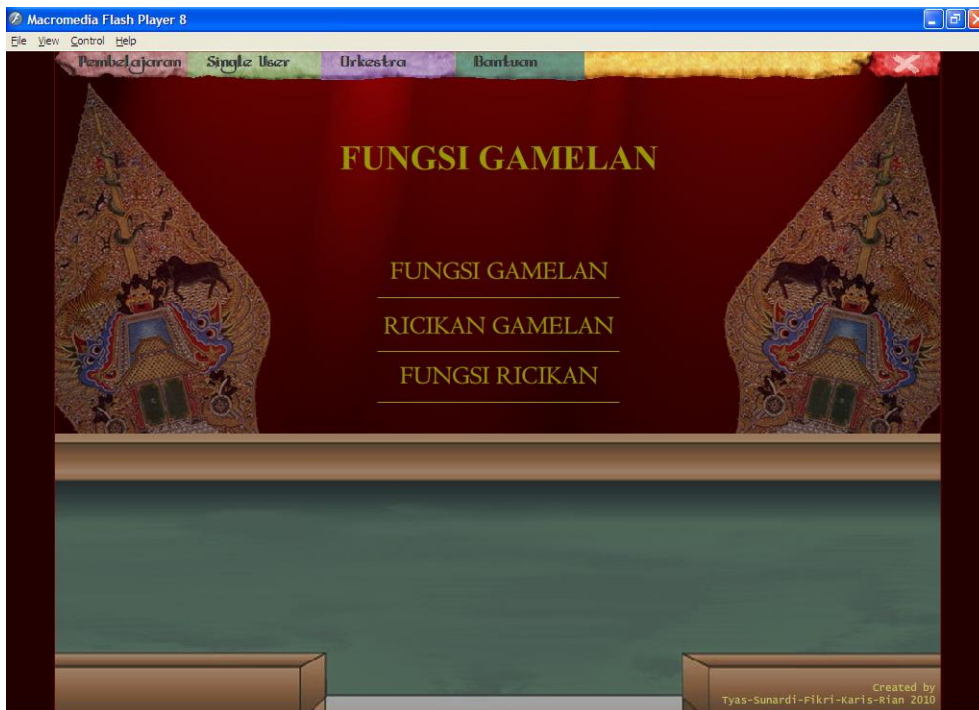 Macromedia Flash Player 8
File View Control Help
Pembelajaran Single User Orkestra Bantuan
FUNGSI GAMELAN
FUNGSI GAMELAN
RICIKAN GAMELAN
FUNGSI RICIKAN
Created by
Tyas-Sunardi-Fikri-Karis-Rian 2010